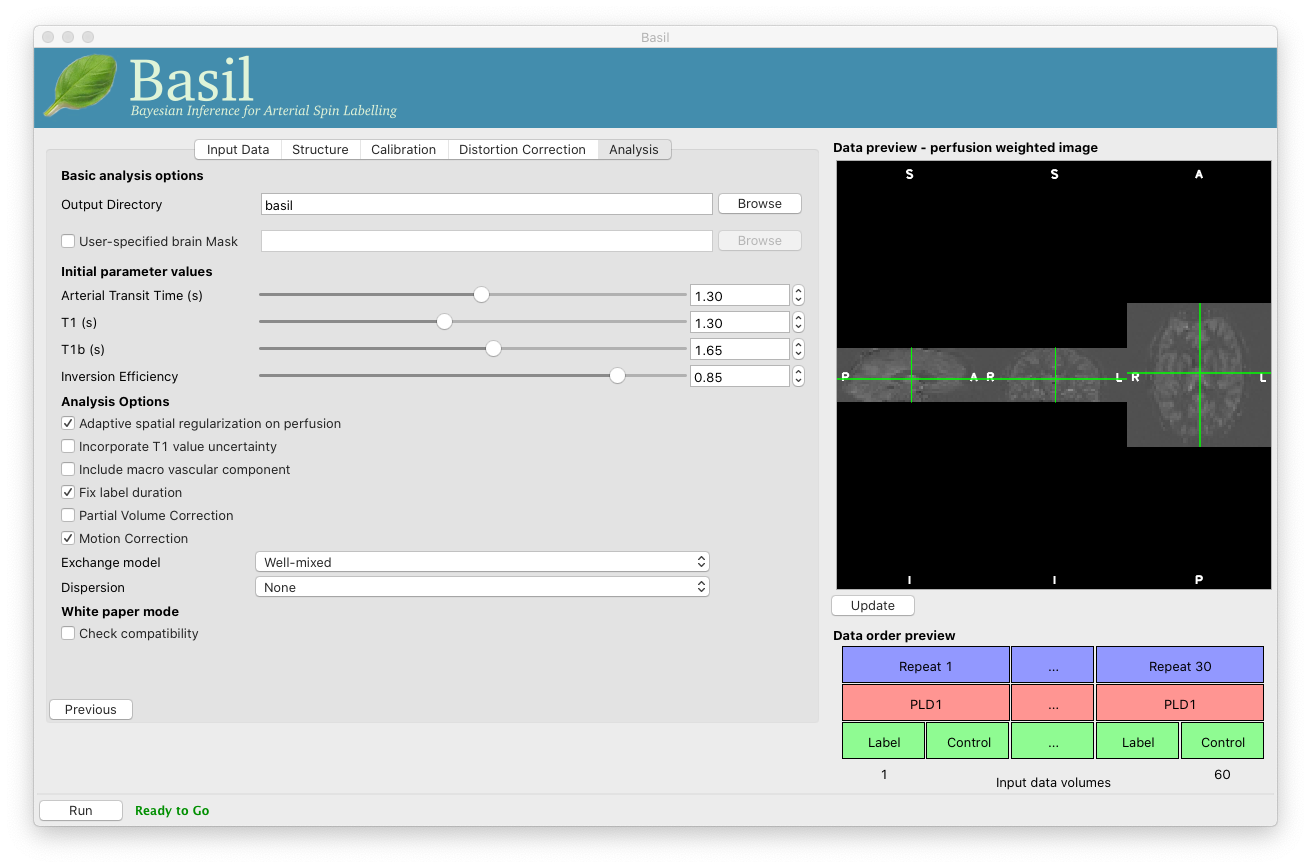 Basil
Basil
Bayesian Inference for Arterial Spin Labelling
Input Data Structure Calibration Distortion Correction Analysis
Basic analysis options
Output Directory basil Browse
User-specified brain Mask Browse
Initial parameter values
Arterial Transit Time (s) 1.30
T1 (s) 1.30
T1b (s) 1.65
Inversion Efficiency 0.85
Analysis Options
Adaptive spatial regularization on perfusion
Incorporate T1 value uncertainty
Include macro vascular component
Fix label duration
Partial Volume Correction
Motion Correction
Exchange model Well-mixed
Dispersion None
White paper mode
Check compatibility
Previous
Data preview - perfusion weighted image
S S A
P A R L R L
I I P
Update
Data order preview
Repeat 1 ... Repeat 30
PLD1 ... PLD1
Label Control ... Label Control
1 60
Input data volumes
Run Ready to Go